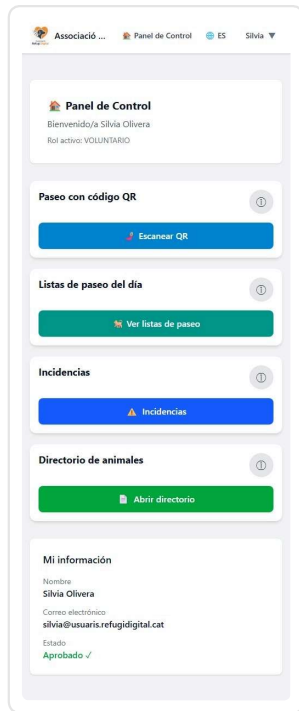 Associació ...
Panel de Control
ES
Silvia ▼
Panel de Control
Bienvenido/a Silvia Olivera
Rol activo: VOLUNTARIO
Paseo con código QR
Escanear QR
Listas de paseo del día
Ver listas de paseo
Incidencias
Incidencias
Directorio de animales
Abrir directorio
Mi información
Nombre
Silvia Olivera
Correo electrónico
silvia@usuaris.refugidigital.cat
Estado
Aprobado ✓